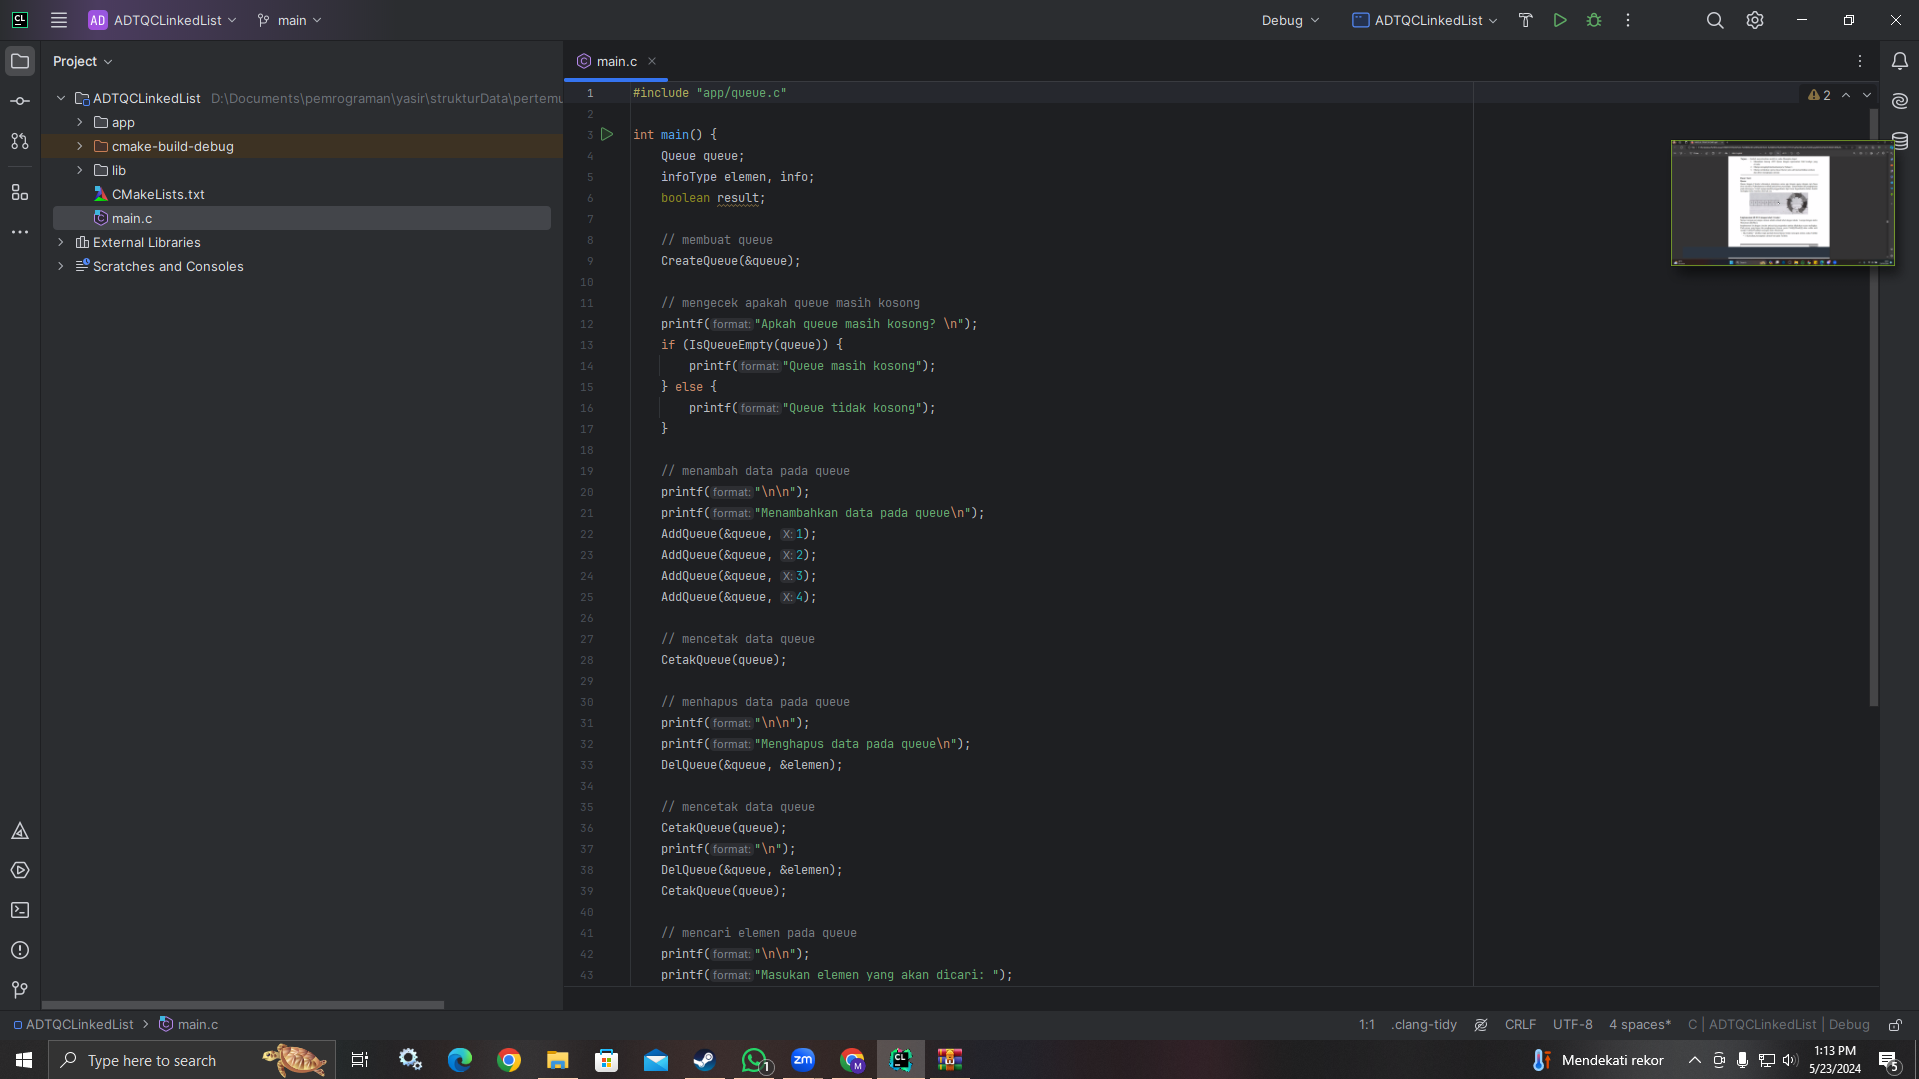 CL AD ADTQCLinkedList main Debug ADTQCLinkedList
Project
main.c
ADTQCLinkedList D:\Documents\pemrograman\yasir\strukturData\pertemu
app
cmake-build-debug
lib
CMakeLists.txt
main.c
External Libraries
Scratches and Consoles
2
1 #include "app/queue.c"
2
3 int main() {
4 Queue queue;
5 infoType elemen, info;
6 boolean result;
7
8 // membuat queue
9 CreateQueue(&queue);
10
11 // mengecek apakah queue masih kosong
12 printf( format: "Apkah queue masih kosong? \n");
13 if (IsQueueEmpty(queue)) {
14 printf( format: "Queue masih kosong");
15 } else {
16 printf( format: "Queue tidak kosong");
17 }
18
19 // menambah data pada queue
20 printf( format: "\n\n");
21 printf( format: "Menambahkan data pada queue\n");
22 AddQueue(&queue, X: 1);
23 AddQueue(&queue, X: 2);
24 AddQueue(&queue, X: 3);
25 AddQueue(&queue, X: 4);
26
27 // mencetak data queue
28 CetakQueue(queue);
29
30 // menhapus data pada queue
31 printf( format: "\n\n");
32 printf( format: "Menghapus data pada queue\n");
33 DelQueue(&queue, &elemen);
34
35 // mencetak data queue
36 CetakQueue(queue);
37 printf( format: "\n");
38 DelQueue(&queue, &elemen);
39 CetakQueue(queue);
40
41 // mencari elemen pada queue
42 printf( format: "\n\n");
43 printf( format: "Masukan elemen yang akan dicari: ");
ADTQCLinkedList > main.c
1:1 .clang-tidy CRLF UTF-8 4 spaces* C | ADTQCLinkedList | Debug
Type here to search
1
zm
M
CL
Mendekati rekor
1:13 PM
5/23/2024
5